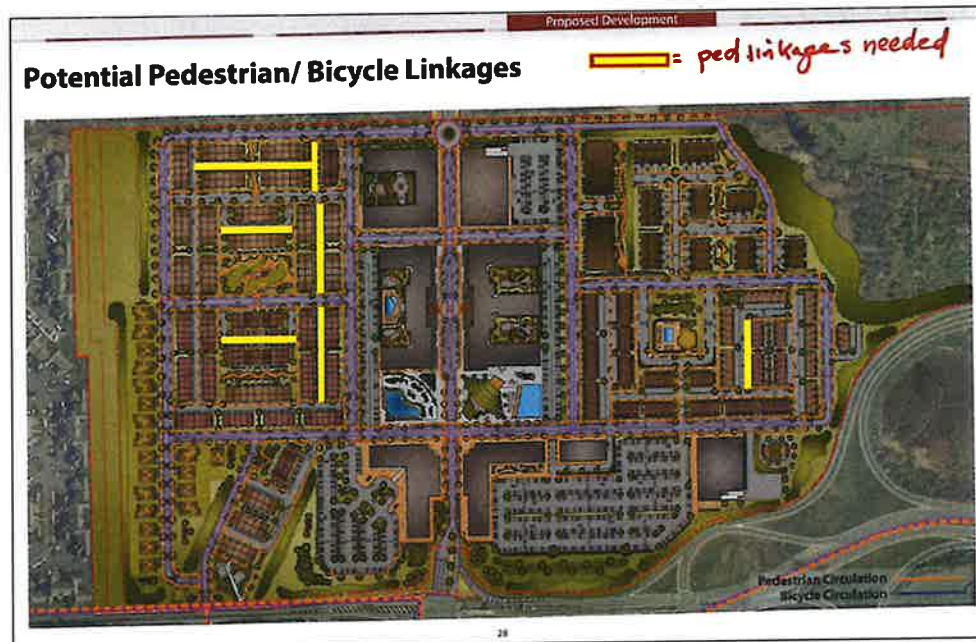 Proposed Development
Potential Pedestrian/ Bicycle Linkages
= ped linkages needed
Pedestrian Circulation
Bicycle Circulation
28